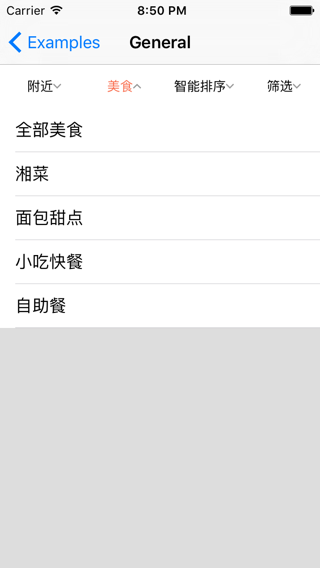 Carrier 8:50 PM
Examples General
附近 美食 智能排序 筛选
全部美食
湘菜
面包甜点
小吃快餐
自助餐